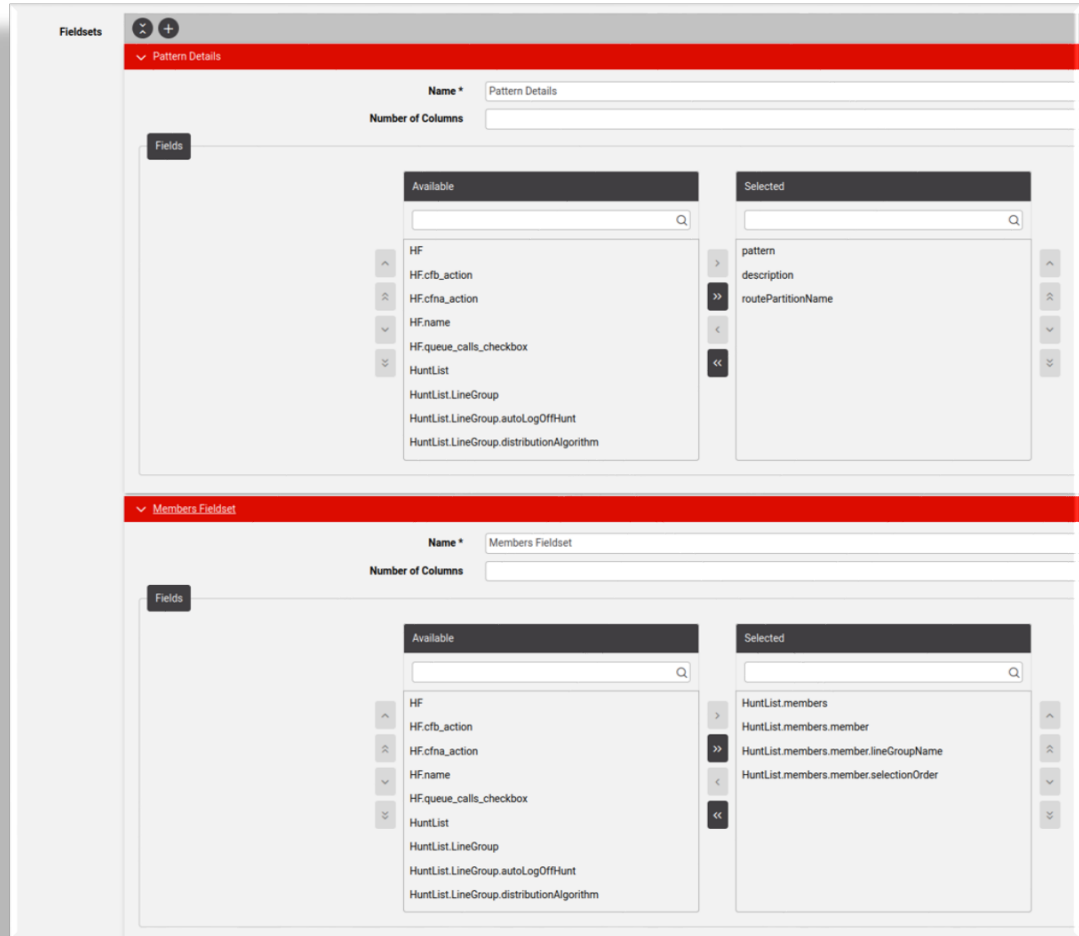 Fieldsets
Pattern Details
Name * Pattern Details
Number of Columns
Fields
Available Selected
HF pattern
HF.cfb_action description
HF.cfna_action routePartitionName
HF.name
HF.queue_calls_checkbox
HuntList
HuntList.LineGroup
HuntList.LineGroup.autoLogOffHunt
HuntList.LineGroup.distributionAlgorithm
Members Fieldset
Name * Members Fieldset
Number of Columns
Fields
Available Selected
HF HuntList.members
HF.cfb_action HuntList.members.member
HF.cfna_action HuntList.members.member.lineGroupName
HF.name HuntList.members.member.selectionOrder
HF.queue_calls_checkbox
HuntList
HuntList.LineGroup
HuntList.LineGroup.autoLogOffHunt
HuntList.LineGroup.distributionAlgorithm